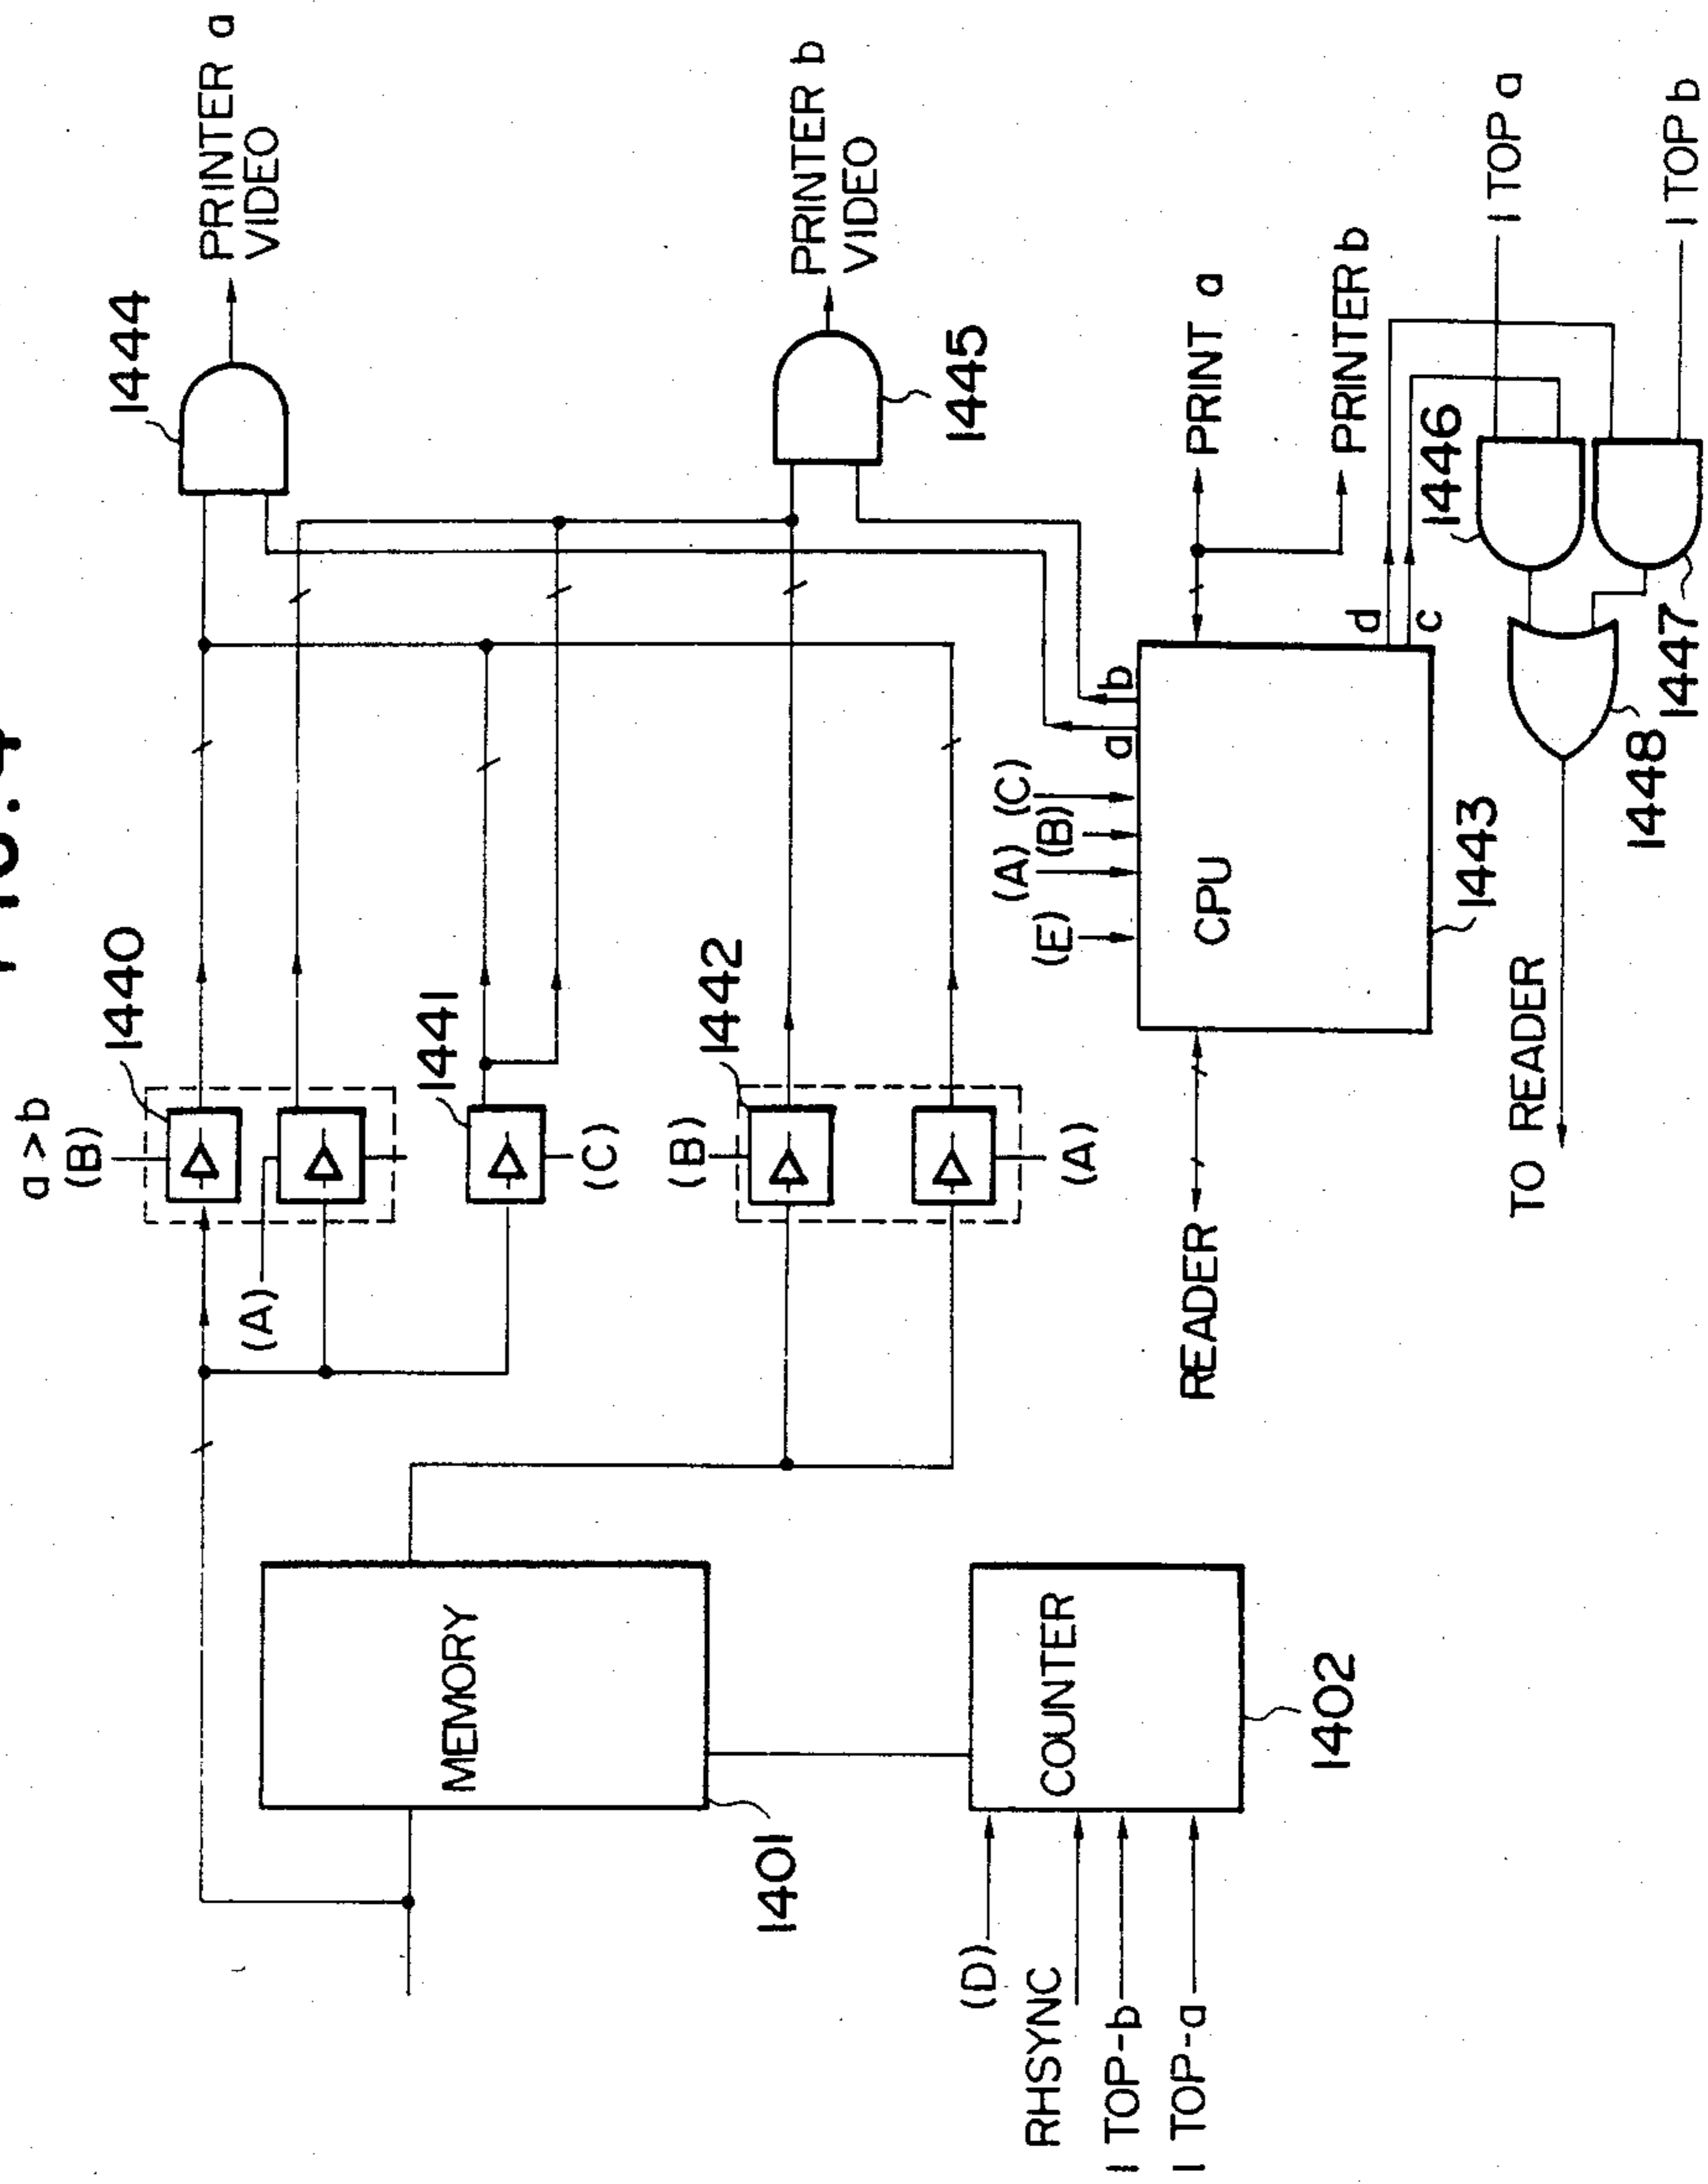 1444
PRINTER a
VIDEO
a > b
(B)
1440
(A)
1441
(C)
MEMORY
1401
(B)
1442
(A)
1445
PRINTER b
VIDEO
(D)
RHSYNC
I TOP-b
I TOP-a
COUNTER
1402
READER
(E)
(A)
(B)
(C)
a
b
CPU
1443
d
c
PRINT a
PRINTER b
I TOP a
I TOP b
1446
1447
1448
TO READER